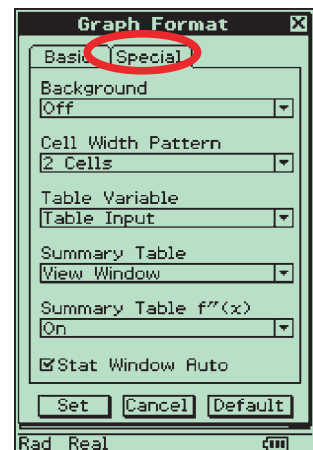 Graph Format
Basic Special
Background
Off
Cell Width Pattern
2 Cells
Table Variable
Table Input
Summary Table
View Window
Summary Table f″(x)
On
Stat Window Auto
Set Cancel Default
Rad Real